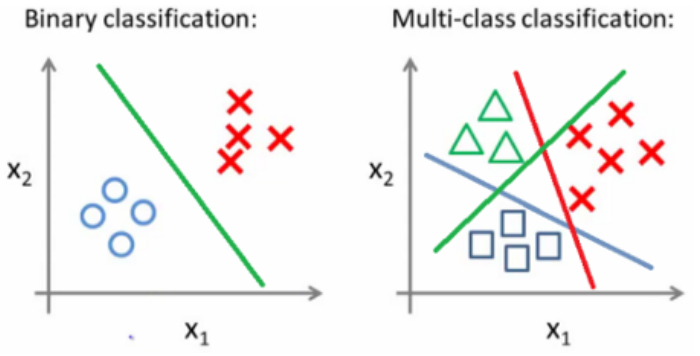 Binary classification:
x₂
x₁
Multi-class classification:
x₂
x₁